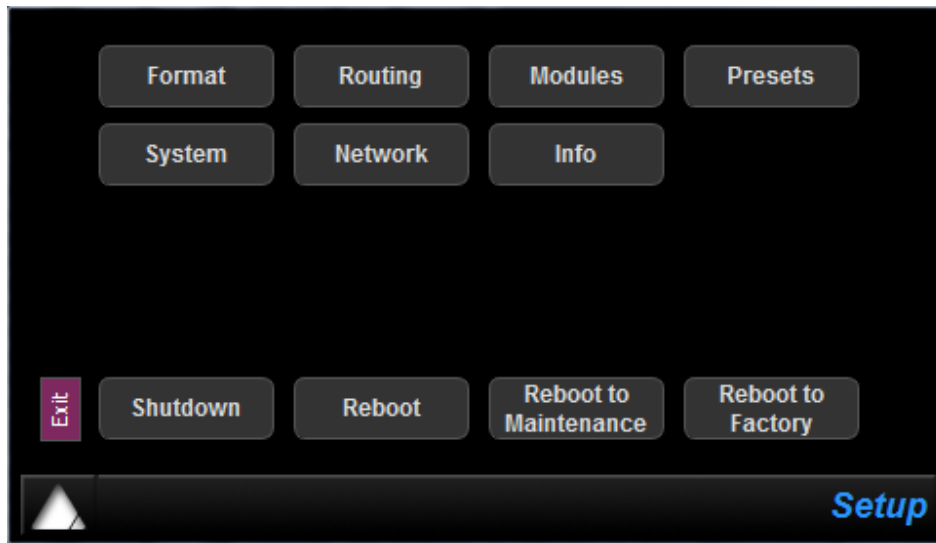 Format
Routing
Modules
Presets
System
Network
Info
Exit
Shutdown
Reboot
Reboot to
Maintenance
Reboot to
Factory
Setup